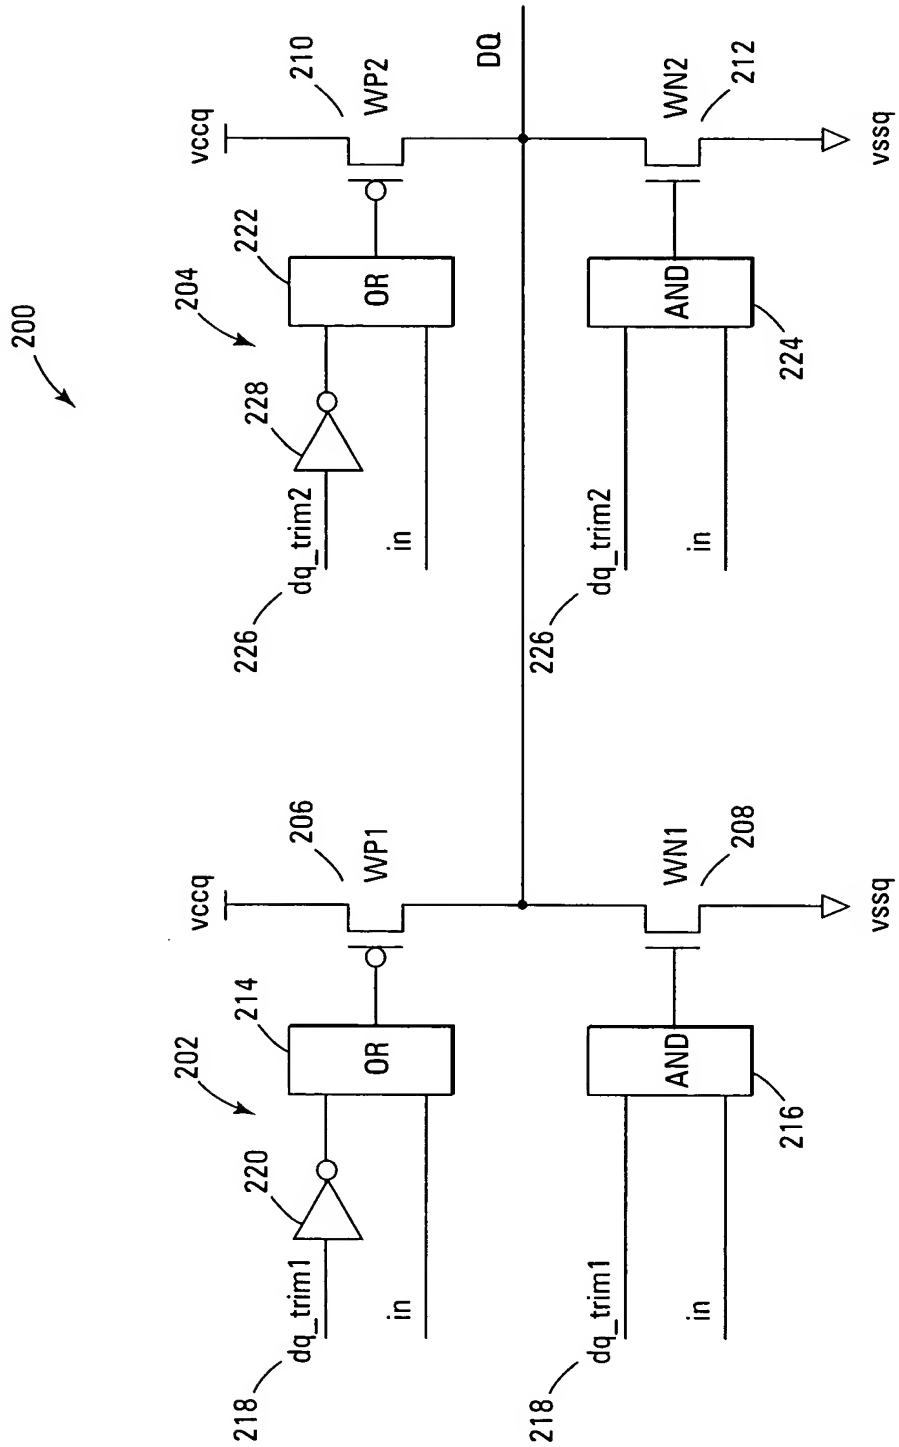 200
202
204
vccq
206
WP1
214
OR
220
218
dq_trim1
in
WN1
208
vssq
AND
216
218
dq_trim1
in
vccq
210
WP2
222
OR
228
226
dq_trim2
in
DQ
WN2
212
vssq
AND
224
226
dq_trim2
in